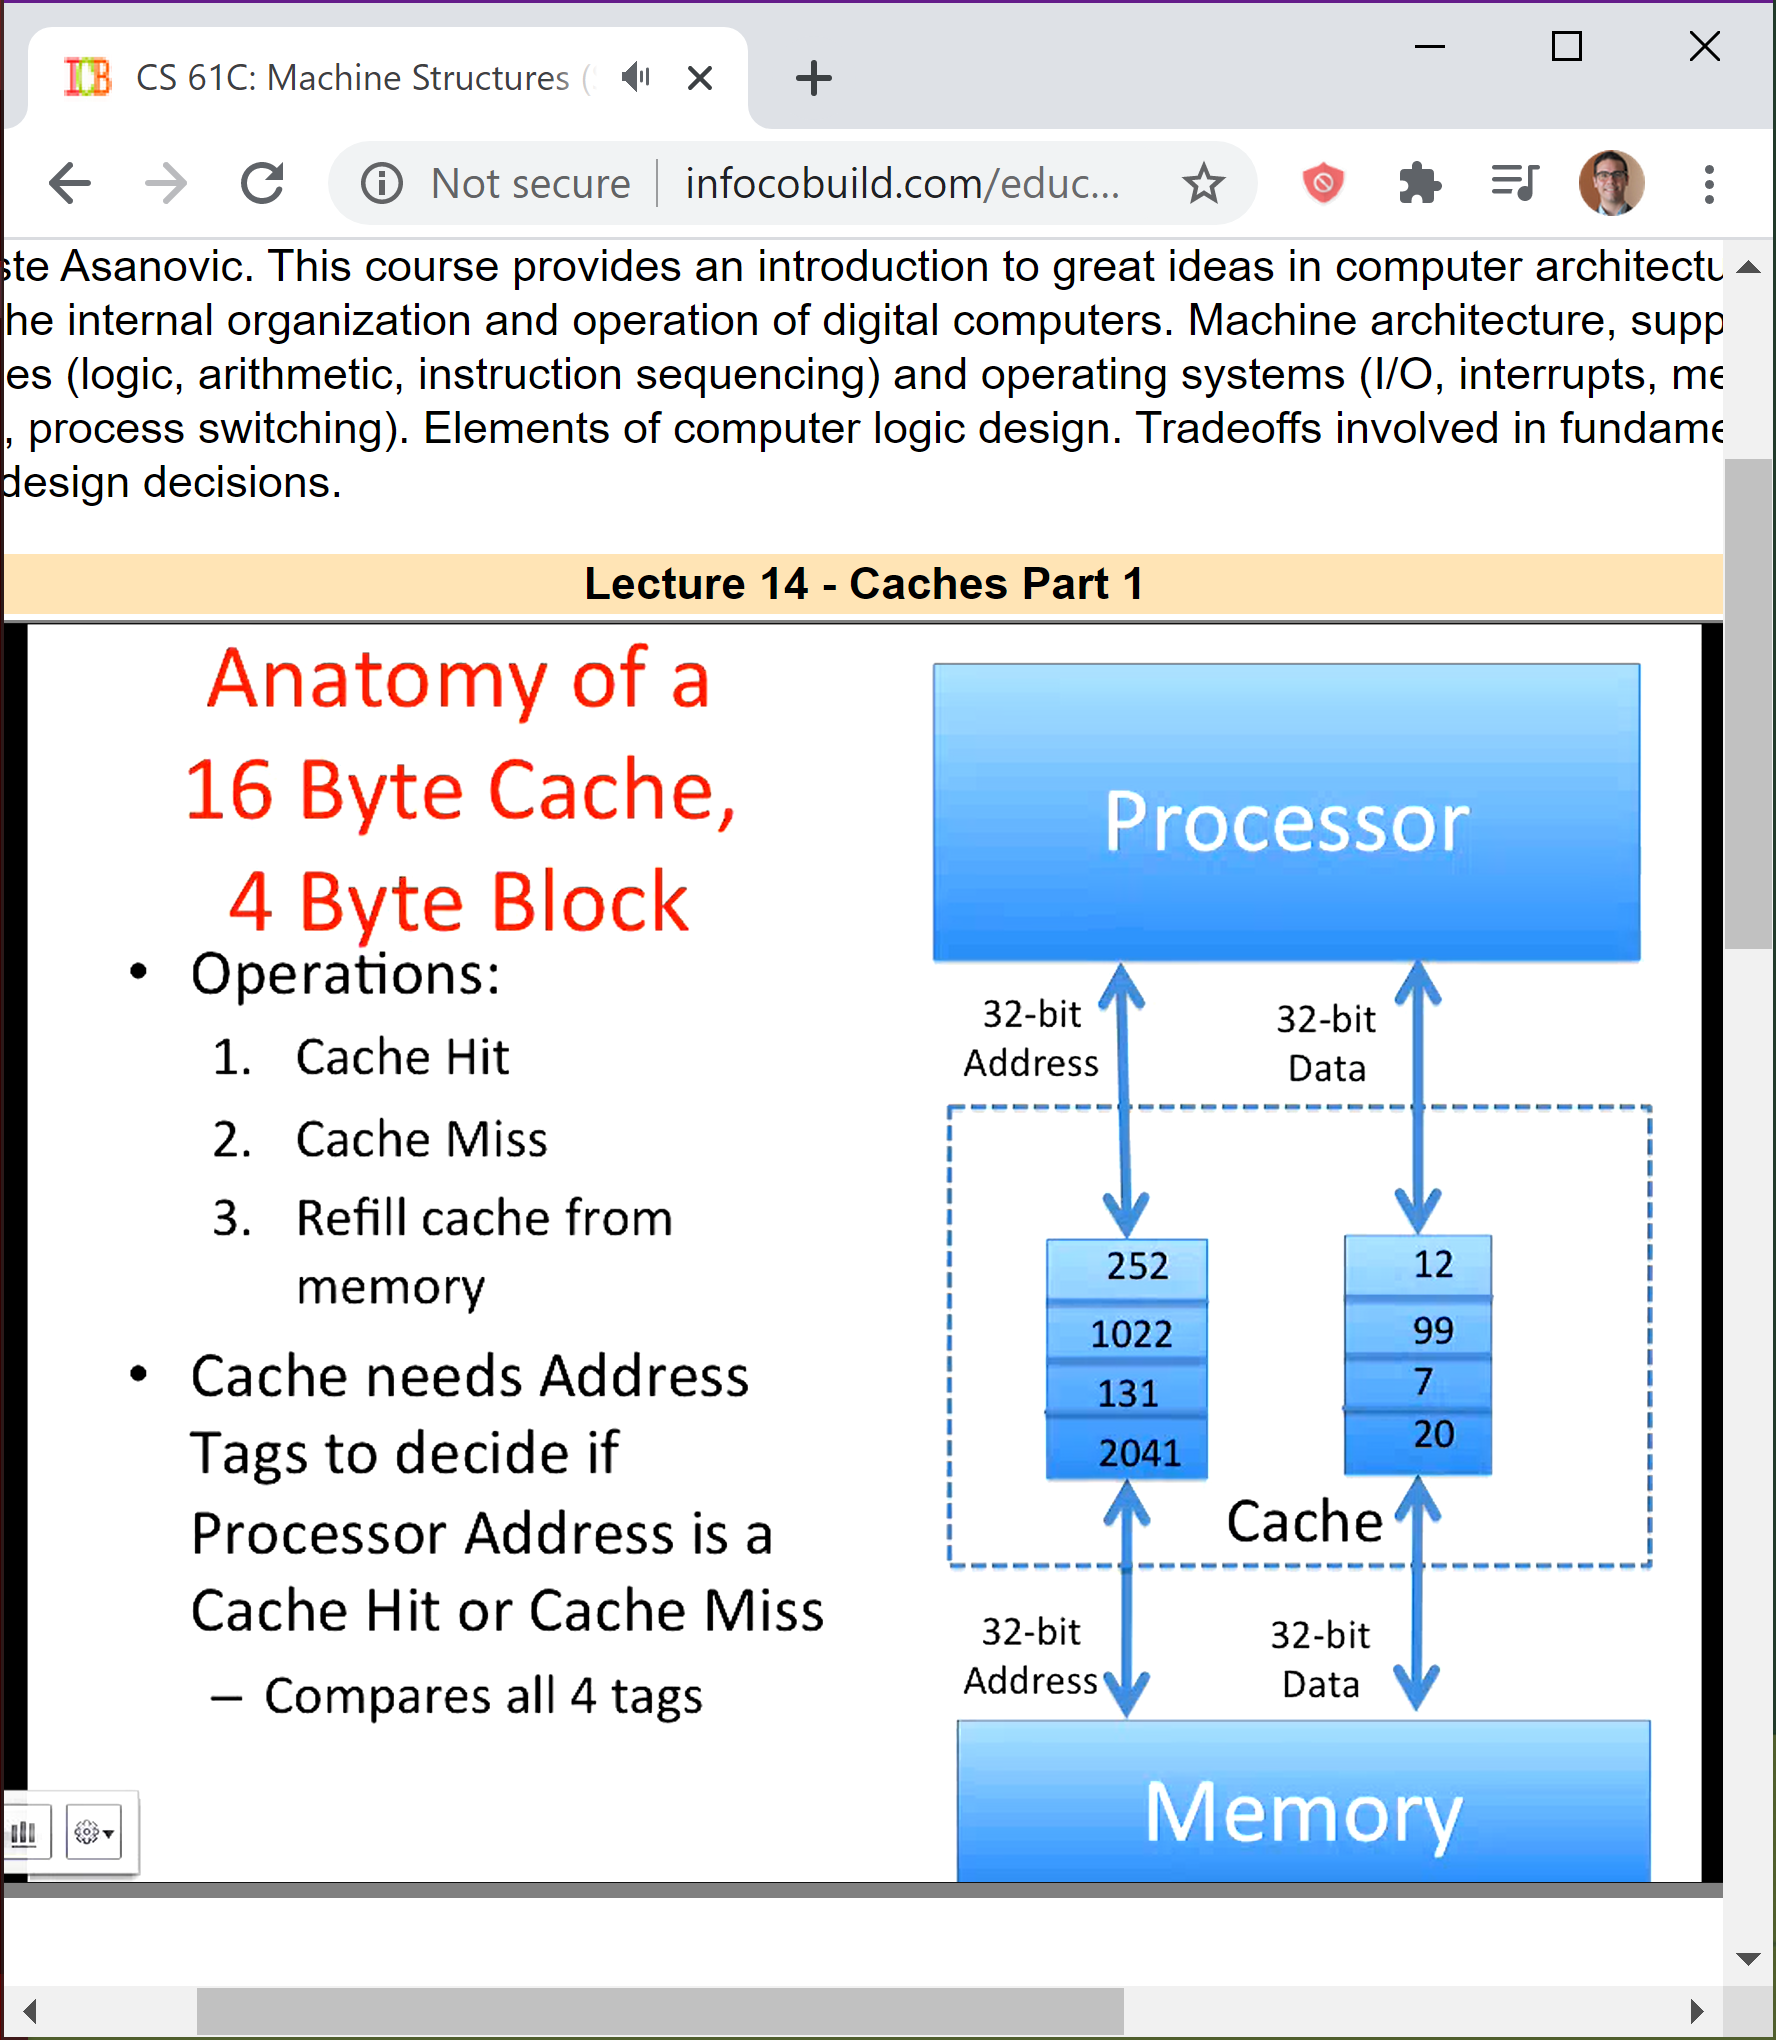 CS 61C: Machine Structures (
Not secure
infocobuild.com/educ...
ste Asanovic. This course provides an introduction to great ideas in computer architectu
he internal organization and operation of digital computers. Machine architecture, supp
es (logic, arithmetic, instruction sequencing) and operating systems (I/O, interrupts, me
, process switching). Elements of computer logic design. Tradeoffs involved in fundame
design decisions.
Lecture 14 - Caches Part 1
Anatomy of a
16 Byte Cache,
4 Byte Block
• Operations:
1. Cache Hit
2. Cache Miss
3. Refill cache from
memory
• Cache needs Address
Tags to decide if
Processor Address is a
Cache Hit or Cache Miss
– Compares all 4 tags
Processor
32-bit
Address
32-bit
Data
252
1022
131
2041
12
99
7
20
Cache
32-bit
Address
32-bit
Data
Memory